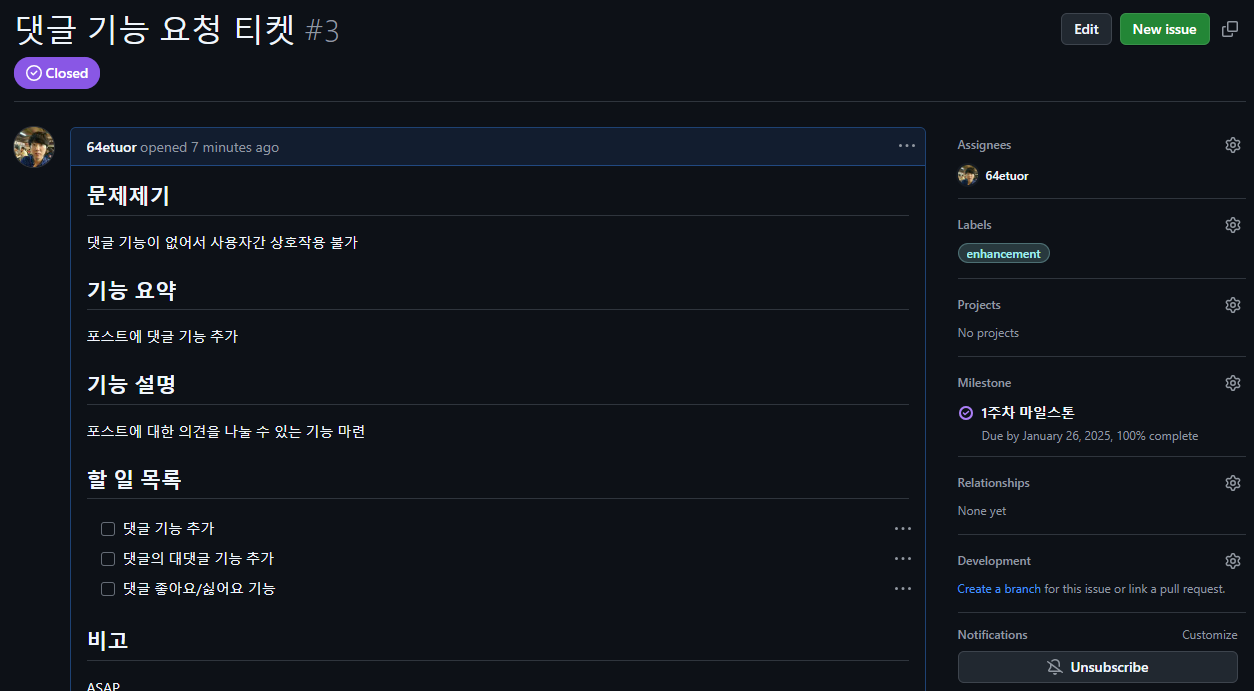 댓글 기능 요청 티켓 #3
Edit
New issue
Closed
64etuor opened 7 minutes ago
문제제기
댓글 기능이 없어서 사용자간 상호작용 불가
기능 요약
포스트에 댓글 기능 추가
기능 설명
포스트에 대한 의견을 나눌 수 있는 기능 마련
할 일 목록
댓글 기능 추가
댓글의 대댓글 기능 추가
댓글 좋아요/싫어요 기능
비고
ASAP
Assignees
64etuor
Labels
enhancement
Projects
No projects
Milestone
1주차 마일스톤
Due by January 26, 2025, 100% complete
Relationships
None yet
Development
Create a branch for this issue or link a pull request.
Notifications
Customize
Unsubscribe